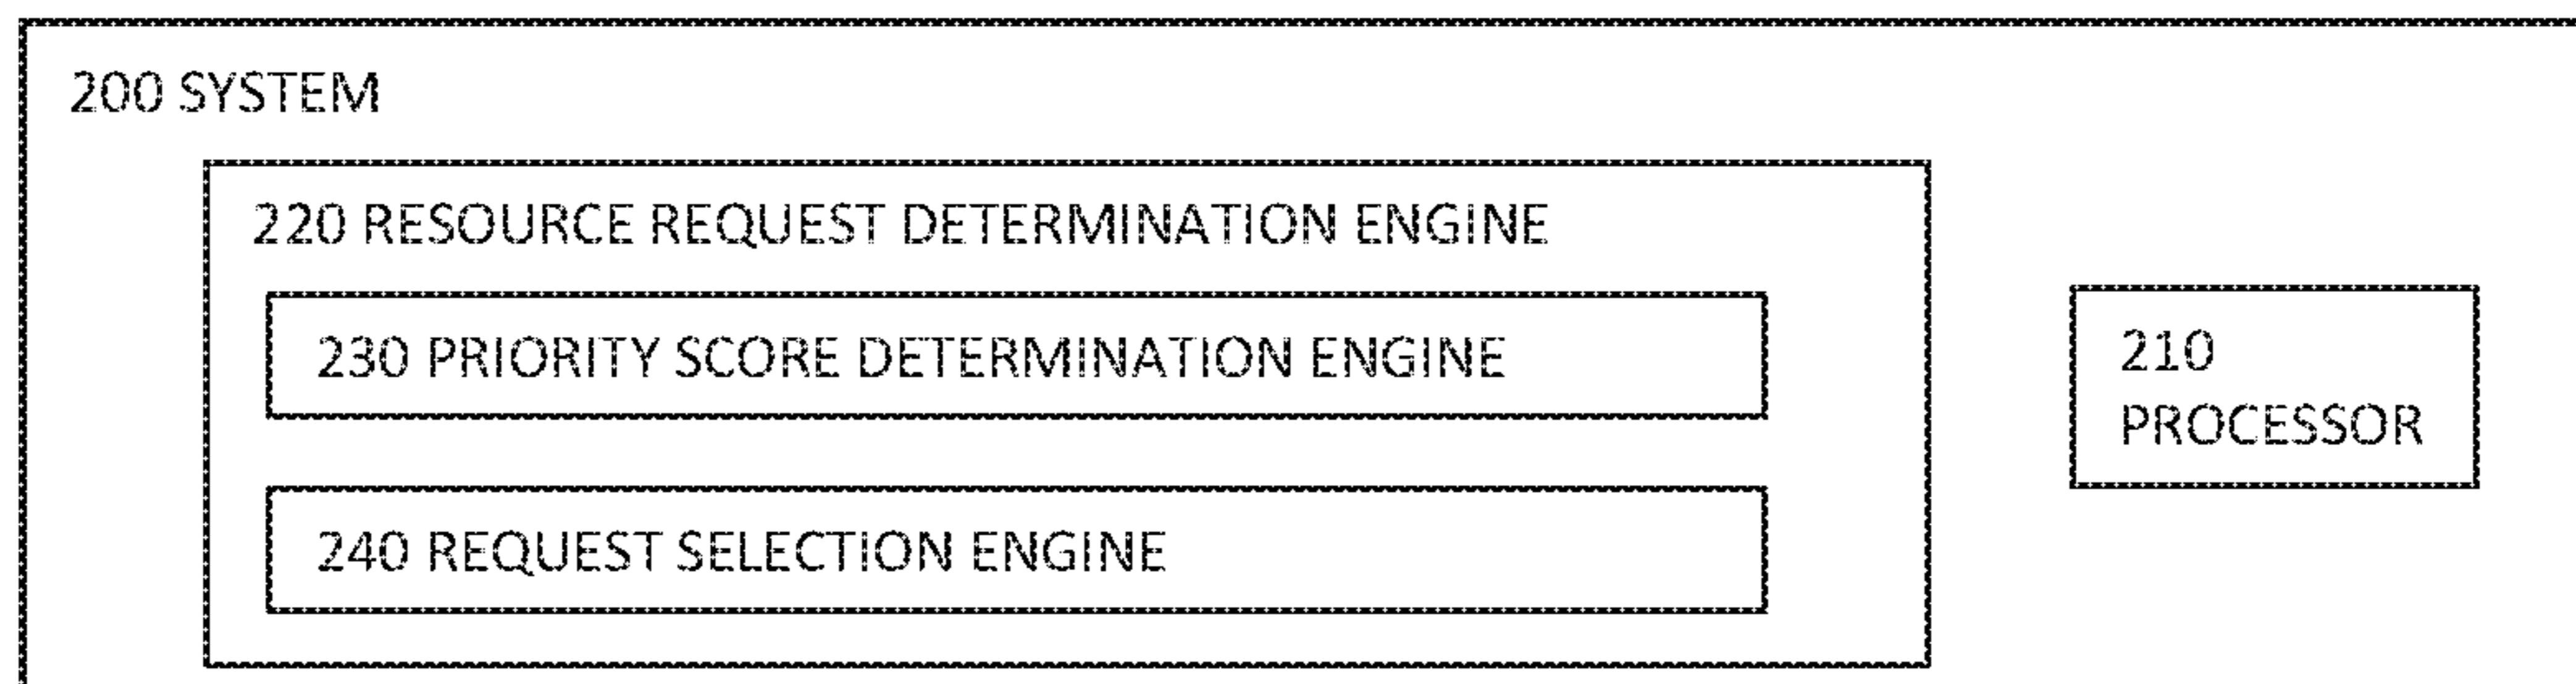 200 SYSTEM
220 RESOURCE REQUEST DETERMINATION ENGINE
230 PRIORITY SCORE DETERMINATION ENGINE
240 REQUEST SELECTION ENGINE
210
PROCESSOR